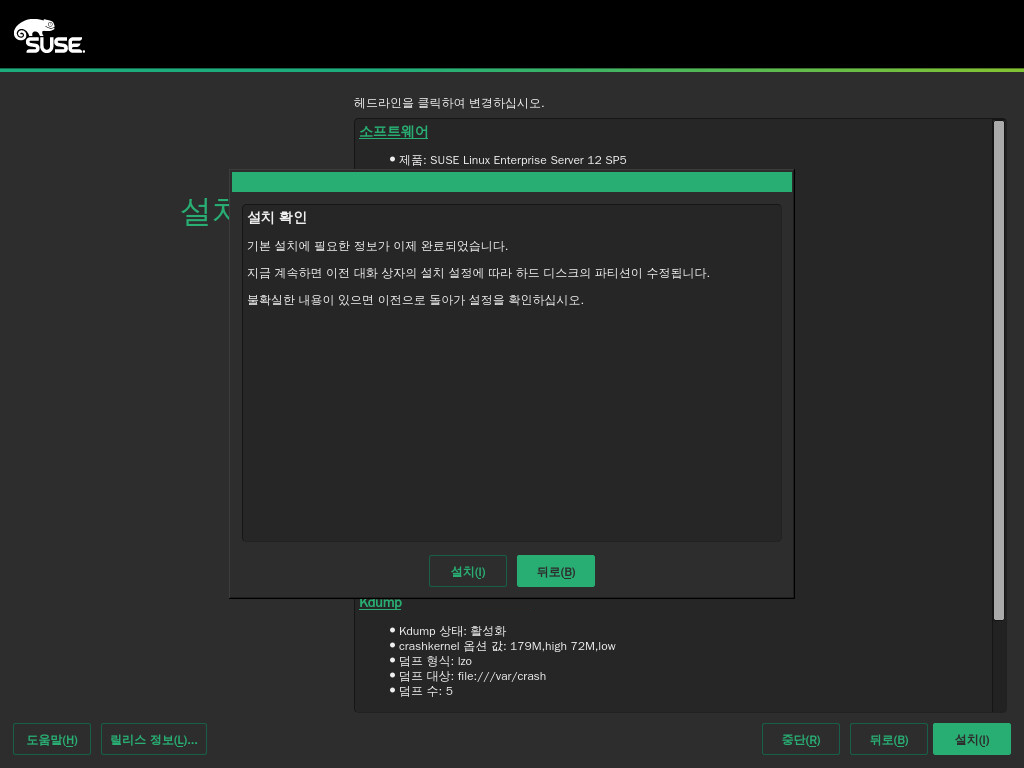 SUSE.
헤드라인을 클릭하여 변경하십시오.
소프트웨어
제품: SUSE Linux Enterprise Server 12 SP5
설치 확인
기본 설치에 필요한 정보가 이제 완료되었습니다.
지금 계속하면 이전 대화 상자의 설치 설정에 따라 하드 디스크의 파티션이 수정됩니다.
불확실한 내용이 있으면 이전으로 돌아가 설정을 확인하십시오.
설치(I)
뒤로(B)
Kdump
Kdump 상태: 활성화
crashkernel 옵션 값: 179M,high 72M,low
덤프 형식: lzo
덤프 대상: file:///var/crash
덤프 수: 5
도움말(H)
릴리스 정보(L)...
중단(R)
뒤로(B)
설치(I)